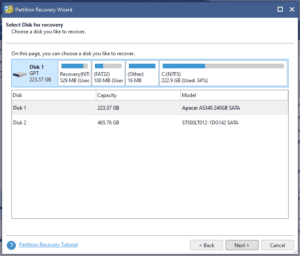 Partition Recovery Wizard
Select Disk for recovery
Choose a disk you like to recover.
On this page, you can choose a disk you like to recover.
Disk 1
GPT
223.57 GB
Recovery(NTF
529 MB (Used
(FAT32)
100 MB (Used
(Other)
16 MB
C:(NTFS)
222.9 GB (Used: 34%)
Disk Capacity Model
Disk 1 223.57 GB Apacer AS340 240GB SATA
Disk 2 465.76 GB ST500LT012-1DG142 SATA
Partition Recovery Tutorial
< Back
Next >
Cancel